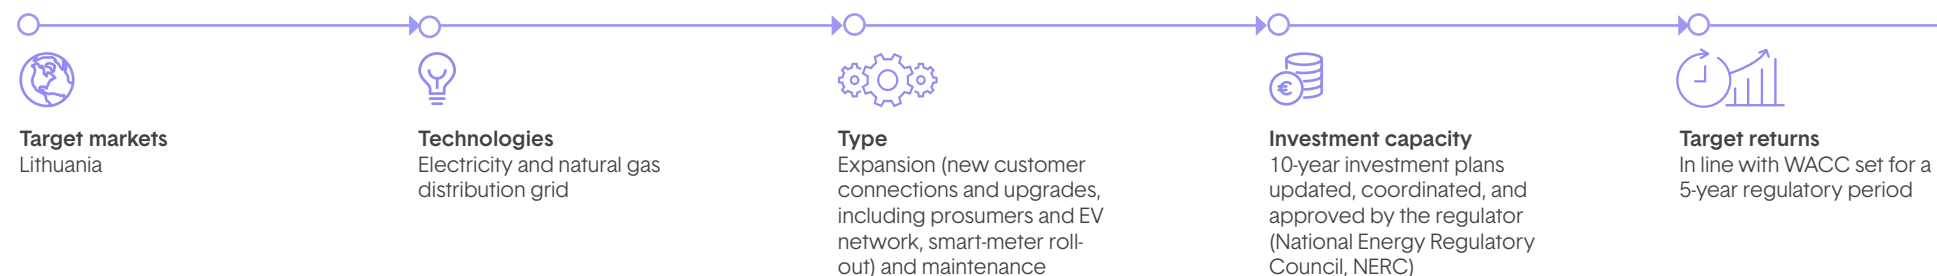 Target markets
Lithuania
Technologies
Electricity and natural gas
distribution grid
Type
Expansion (new customer
connections and upgrades,
including prosumers and EV
network, smart-meter roll-
out) and maintenance
€
Investment capacity
10-year investment plans
updated, coordinated, and
approved by the regulator
(National Energy Regulatory
Council, NERC)
Target returns
In line with WACC set for a
5-year regulatory period